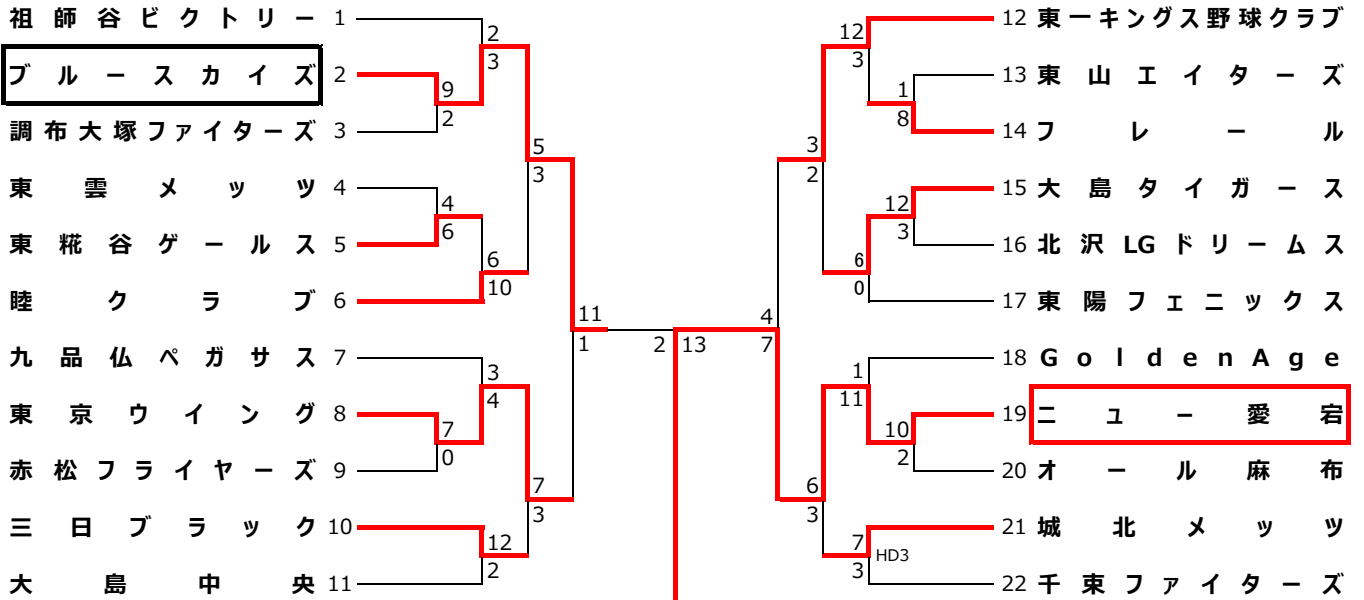 祖師谷ビクトリー 1
ブルースカイズ 2
調布大塚ファイターズ 3
東雲メッツ 4
東糀谷ゲールス 5
睦クラブ 6
九品仏ペガサス 7
東京ウイング 8
赤松フライヤーズ 9
三日ブラック 10
大島中央 11
2
3
9
2
5
3
4
6
6
10
11
1
3
4
7
0
7
3
12
2
2
13
4
7
12
3
1
8
3
2
12
3
6
0
1
11
10
2
6
3
7
HD3
3
12 東一キングス野球クラブ
13 東山エイターズ
14 フレール
15 大島タイガース
16 北沢LGドリームス
17 東陽フェニックス
18 GoldenAge
19 ニュー愛宕
20 オール麻布
21 城北メッツ
22 千東ファイターズ